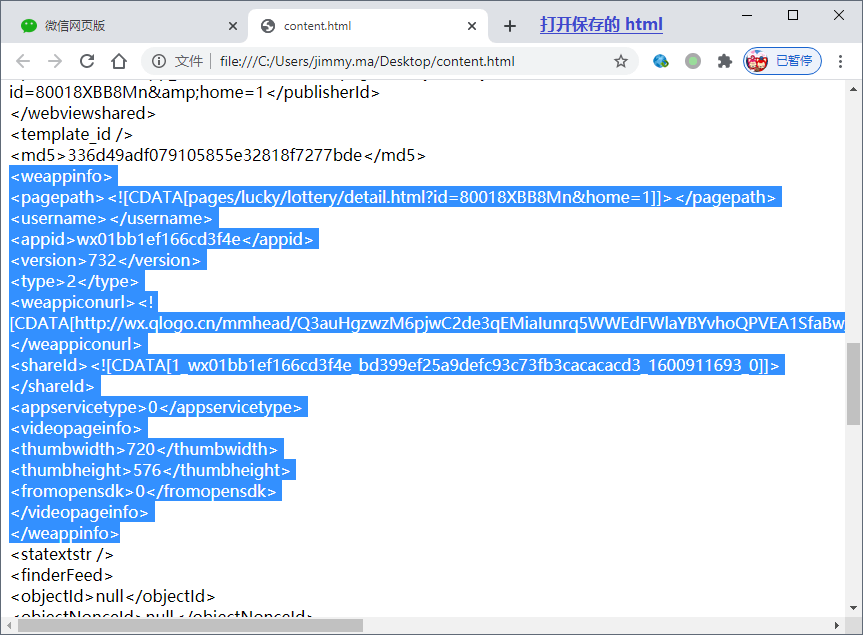 微信网页版
content.html
打开保存的 html
文件
file:///C:/Users/jimmy.ma/Desktop/content.html
已暂停
id=80018XBB8Mn&amp;home=1</publisherId>
</webviewshared>
<template_id />
<md5>336d49adf079105855e32818f7277bde</md5>
<weappinfo>
<pagepath><![CDATA[pages/lucky/lottery/detail.html?id=80018XBB8Mn&home=1]]></pagepath>
<username></username>
<appid>wx01bb1ef166cd3f4e</appid>
<version>732</version>
<type>2</type>
<weappiconurl><!
[CDATA[http://wx.qlogo.cn/mmhead/Q3auHgzwzM6pjwC2de3qEMiaIunrq5WWEdFWlaYBYvhoQPVEA1SfaBw
</weappiconurl>
<shareId><![CDATA[1_wx01bb1ef166cd3f4e_bd399ef25a9defc93c73fb3cacacacd3_1600911693_0]]>
</shareId>
<appservicetype>0</appservicetype>
<videopageinfo>
<thumbwidth>720</thumbwidth>
<thumbheight>576</thumbheight>
<fromopensdk>0</fromopensdk>
</videopageinfo>
</weappinfo>
<statextstr />
<finderFeed>
<objectId>null</objectId>
<objectNonceId>null</objectNonceId>